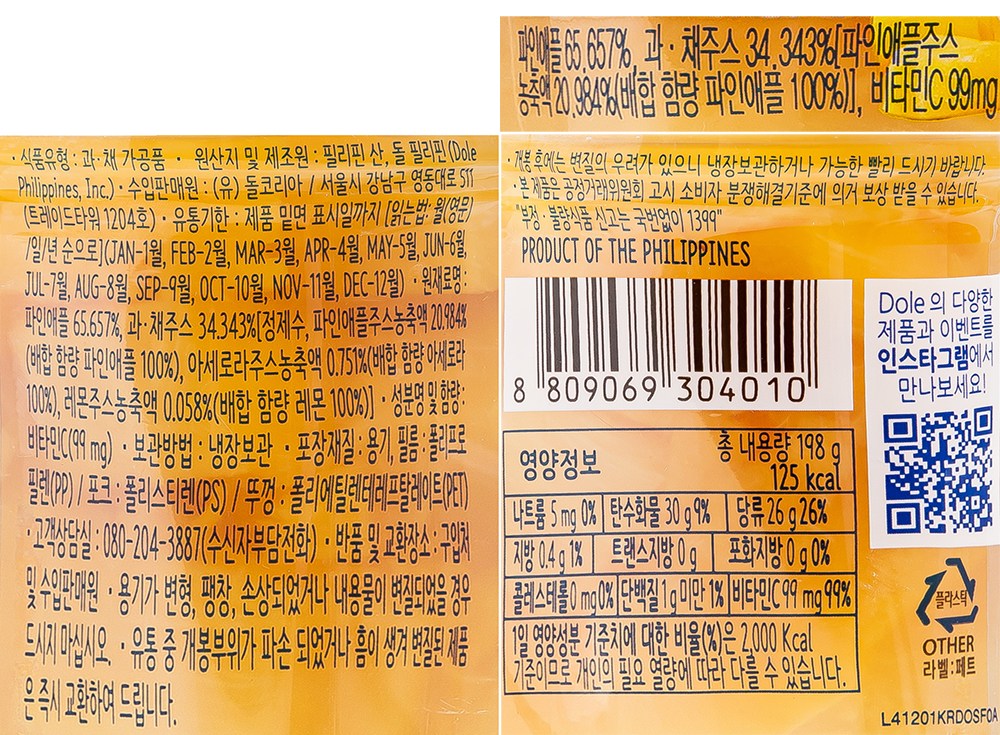 파인애플 65.657%, 과·채주스 34.343%[파인애플주스
농축액 20.984%(배합 함량 파인애플 100%)], 비타민C 99mg
·식품유형 : 과·채 가공품 · 원산지 및 제조원 : 필리핀 산, 돌 필리핀(Dole
Philippines, Inc.) · 수입판매원 : (유) 돌코리아 / 서울시 강남구 영동대로 511
(트레이드타워 1204호) · 유통기한 : 제품 밑면 표시일까지 [읽는법: 월(영문)
/일/년 순으로](JAN-1월, FEB-2월, MAR-3월, APR-4월, MAY-5월, JUN-6월,
JUL-7월, AUG-8월, SEP-9월, OCT-10월, NOV-11월, DEC-12월) · 원재료명 :
파인애플 65.657%, 과·채주스 34.343%[정제수, 파인애플주스농축액 20.984%
(배합 함량 파인애플 100%), 아세로라주스농축액 0.751%(배합 함량 아세로라
100%), 레몬주스농축액 0.058%(배합 함량 레몬 100%)] · 성분명 및 함량 :
비타민C(99 mg) · 보관방법 : 냉장보관 · 포장재질 : 용기, 필름 : 폴리프로
필렌(PP) / 포크 : 폴리스티렌(PS) / 뚜껑 : 폴리에틸렌테레프탈레이트(PET)
· 고객상담실 : 080-204-3887(수신자부담전화) · 반품 및 교환장소 : 구입처
및 수입판매원 · 용기가 변형, 팽창, 손상되었거나 내용물이 변질되었을 경우
드시지 마십시오. · 유통 중 개봉부위가 파손 되었거나 흠이 생겨 변질된 제품
은 즉시 교환하여 드립니다.
· 개봉 후에는 변질의 우려가 있으니 냉장보관하거나 가능한 빨리 드시기 바랍니다.
· 본 제품은 공정거래위원회 고시 소비자 분쟁해결기준에 의거 보상 받을 수 있습니다.
"부정·불량식품 신고는 국번없이 1399"
PRODUCT OF THE PHILIPPINES
8 809069 304010
Dole 의 다양한
제품과 이벤트를
인스타그램에서
만나보세요!
영양정보 총 내용량 198 g
125 kcal
나트륨 5 mg 0% 탄수화물 30 g 9% 당류 26 g 26%
지방 0.4 g 1% 트랜스지방 0 g 포화지방 0 g 0%
콜레스테롤 0 mg 0% 단백질 1 g 미만 1% 비타민C 99 mg 99%
1일 영양성분 기준치에 대한 비율(%)은 2,000 Kcal
기준이므로 개인의 필요 열량에 따라 다를 수 있습니다.
플라스틱
OTHER
라벨:페트
L41201KRDOSF0A